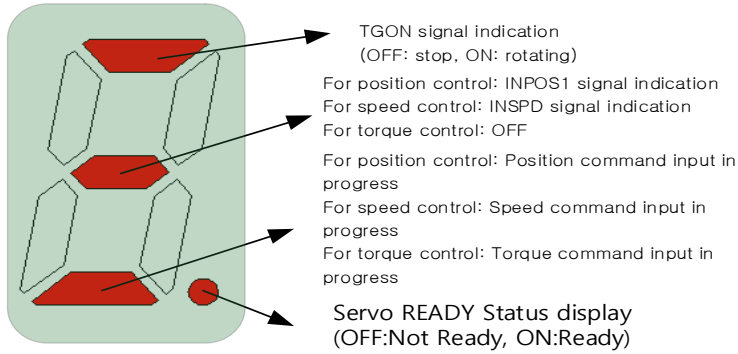 TGON signal indication
(OFF: stop, ON: rotating)
For position control: INPOS1 signal indication
For speed control: INSPD signal indication
For torque control: OFF
For position control: Position command input in
progress
For speed control: Speed command input in
progress
For torque control: Torque command input in
progress
Servo READY Status display
(OFF:Not Ready, ON:Ready)